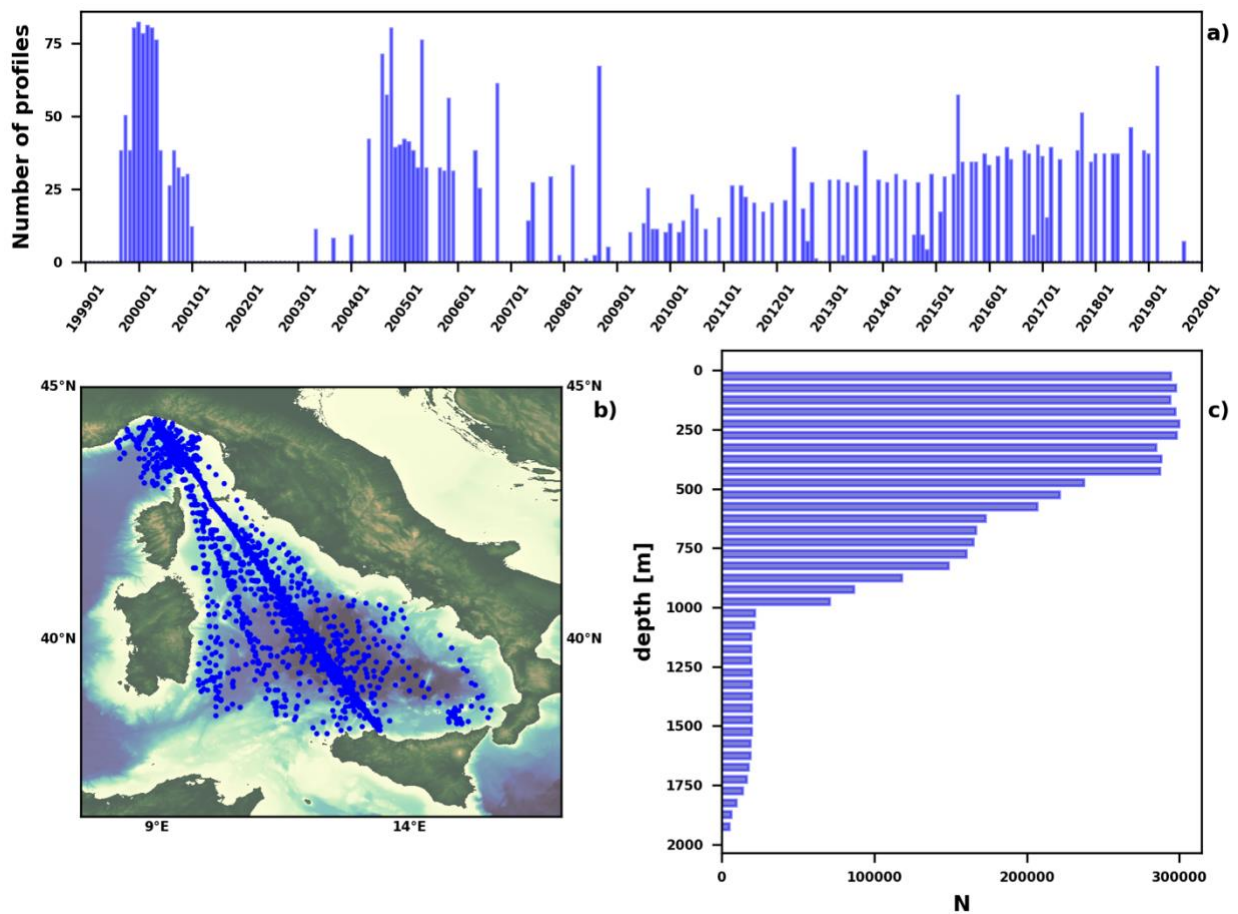 a)
Number of profiles
75
50
25
0
199901 200001 200101 200201 200301 200401 200501 200601 200701 200801 200901 201001 201101 201201 201301 201401 201501 201601 201701 201801 201901 202001
45°N 45°N
b)
40°N 40°N
9°E 14°E
c)
depth [m]
0
250
500
750
1000
1250
1500
1750
2000
0 100000 200000 300000
N